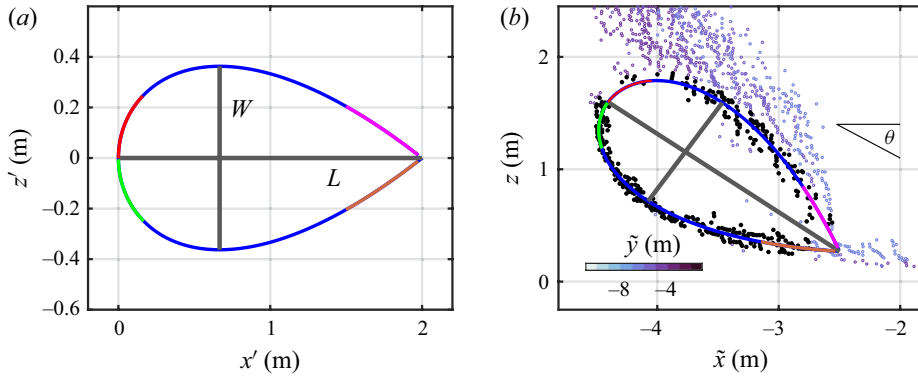 (a)
(b)
0.4
0.2
0
–0.2
–0.4
–0.6
z′ (m)
W
L
0
1
2
x′ (m)
2
1
0
z (m)
θ
ỹ (m)
–8
–4
–4
–3
–2
x̃ (m)